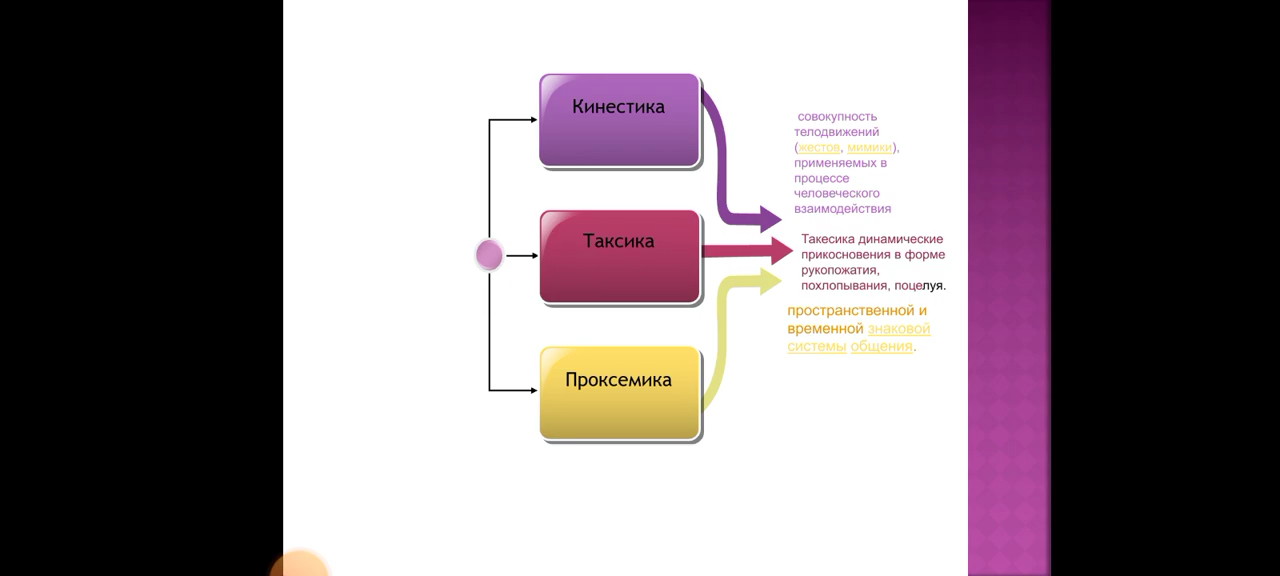 Кинестика
совокупность
телодвижений
(жестов, мимики),
применяемых в
процессе
человеческого
взаимодействия
Таксика
Такесика динамические
прикосновения в форме
рукопожатия,
похлопывания, поцелуя.
Проксемика
пространственной и
временной знаковой
системы общения.